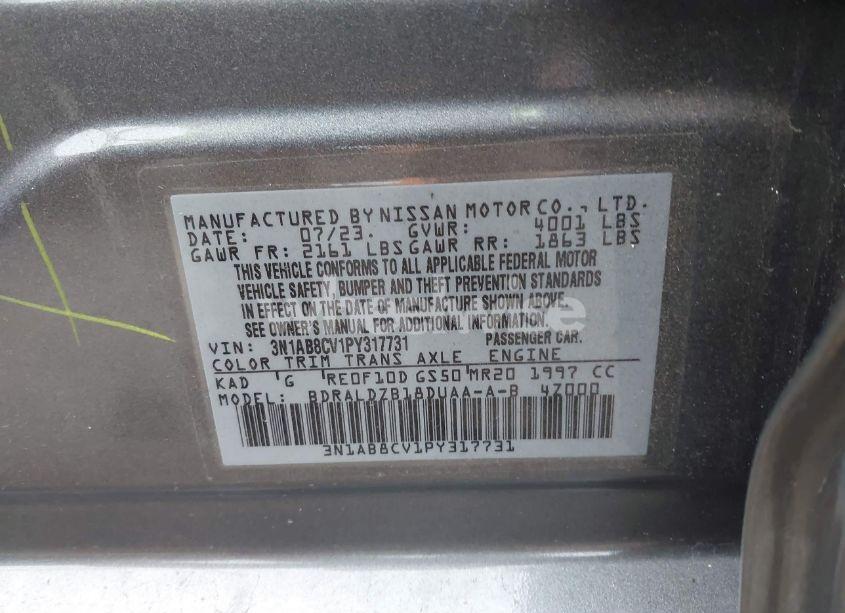 MANUFACTURED BY NISSAN MOTOR CO., LTD.
DATE: 07/23. GVWR: 4001 LBS
GAWR FR: 2161 LBS GAWR RR: 1863 LBS
THIS VEHICLE CONFORMS TO ALL APPLICABLE FEDERAL MOTOR
VEHICLE SAFETY, BUMPER AND THEFT PREVENTION STANDARDS
IN EFFECT ON THE DATE OF MANUFACTURE SHOWN ABOVE.
SEE OWNER'S MANUAL FOR ADDITIONAL INFORMATION.
VIN: 3N1AB8CV1PY317731 PASSENGER CAR.
COLOR TRIM TRANS AXLE ENGINE
KAD G RE0F10D GS50 MR20 1997 CC
MODEL: BDRALDZB18DUAA-A-B 4Z000
3N1AB8CV1PY317731